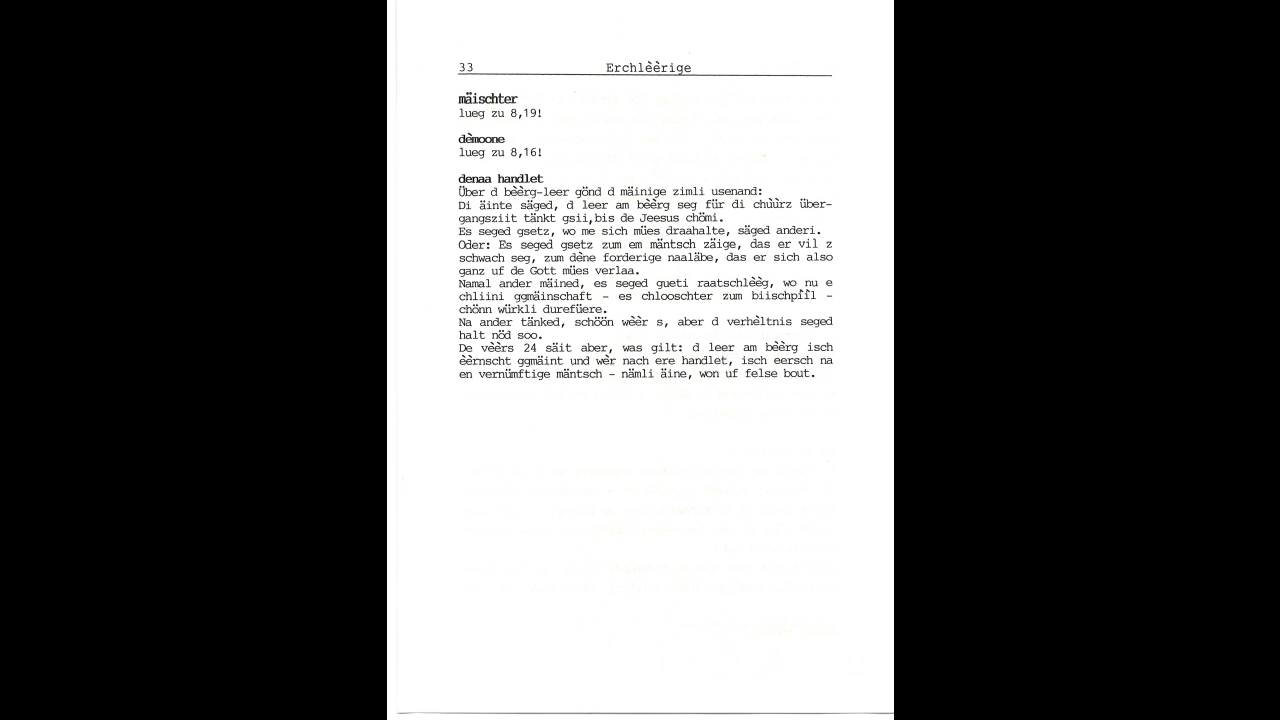 33 Erchlèèrige
mäischter
lueg zu 8,19!
dèmoone
lueg zu 8,16!
denaa handlet
Über d bèèrg-leer gönd d mäinige zimli usenand:
Di äinte säged, d leer am bèèrg seg für di chùùrz über-
gangsziit tänkt gsii,bis de Jeesus chömi.
Es seged gsetz, wo me sich mües draahalte, säged anderi.
Oder: Es seged gsetz zum em mäntsch zäige, das er vil z
schwach seg, zum dène forderige naaläbe, das er sich also
ganz uf de Gott mües verlaa.
Namal ander mäined, es seged gueti raatschlèèg, wo nu e
chliini ggmäinschaft - es chlooschter zum biischpììl -
chönn würkli durefüere.
Na ander tänked, schöön wèèr s, aber d verhèltnis seged
halt nöd soo.
De vèèrs 24 säit aber, was gilt: d leer am bèèrg isch
èèrnscht ggmäint und wèr nach ere handlet, isch eersch na
en vernümftige mäntsch - nämli äine, won uf felse bout.